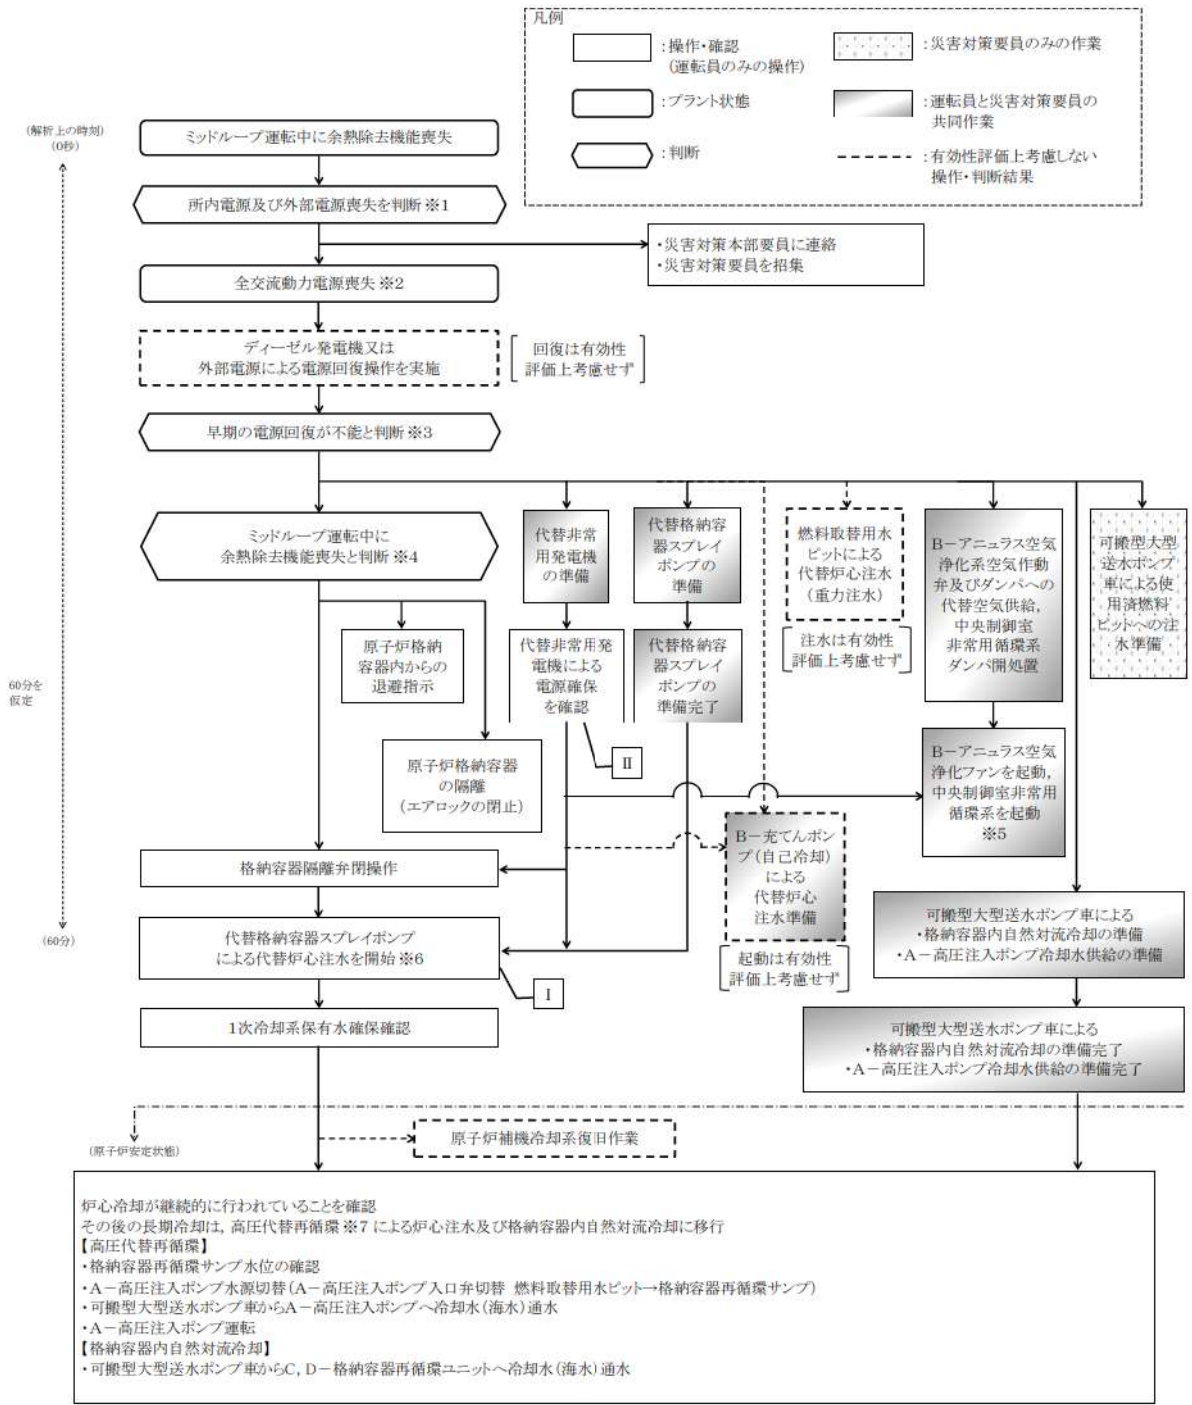 凡例
:操作・確認
(運転員のみの操作)
:プラント状態
:判断
:災害対策要員のみの作業
:運転員と災害対策要員の
共同作業
:有効性評価上考慮しない
操作・判断結果
(解析上の時刻)
(0秒)
ミッドループ運転中に余熱除去機能喪失
所内電源及び外部電源喪失を判断※1
・災害対策本部要員に連絡
・災害対策要員を招集
全交流動力電源喪失※2
ディーゼル発電機又は
外部電源による電源回復操作を実施
回復は有効性
評価上考慮せず
早期の電源回復が不能と判断※3
ミッドループ運転中に
余熱除去機能喪失と判断※4
代替非常
用発電機
の準備
代替格納容
器スプレイ
ポンプの
準備
燃料取替用水
ピットによる
代替炉心注水
(重力注水)
注水は有効性
評価上考慮せず
B-アニュラス空気
浄化系空気作動
弁及びダンパへの
代替空気供給,
中央制御室
非常用循環系
ダンパ開処置
可搬型大型
送水ポンプ
車による使
用済燃料
ピットへの注
水準備
原子炉格納
容器内からの
退避指示
代替非常用発
電機による
電源確保
を確認
代替格納容
器スプレイ
ポンプの
準備完了
60分を
仮定
原子炉格納容器
の隔離
(エアロックの閉止)
Ⅱ
B-アニュラス空気
浄化ファンを起動,
中央制御室非常用
循環系を起動
※5
B-充てんポン
プ(自己冷却)
による
代替炉心
注水準備
起動は有効性
評価上考慮せず
格納容器隔離弁閉操作
(60分)
代替格納容器スプレイポンプ
による代替炉心注水を開始※6
Ⅰ
可搬型大型送水ポンプ車による
・格納容器内自然対流冷却の準備
・A-高圧注入ポンプ冷却水供給の準備
1次冷却系保有水確保確認
可搬型大型送水ポンプ車による
・格納容器内自然対流冷却の準備完了
・A-高圧注入ポンプ冷却水供給の準備完了
(原子炉安定状態)
原子炉補機冷却系復旧作業
炉心冷却が継続的に行われていることを確認
その後の長期冷却は,高圧代替再循環※7による炉心注水及び格納容器内自然対流冷却に移行
【高圧代替再循環】
・格納容器再循環サンプ水位の確認
・A-高圧注入ポンプ水源切替(A-高圧注入ポンプ入口弁切替 燃料取替用水ピット→格納容器再循環サンプ)
・可搬型大型送水ポンプ車からA-高圧注入ポンプへ冷却水(海水)通水
・A-高圧注入ポンプ運転
【格納容器内自然対流冷却】
・可搬型大型送水ポンプ車からC,D-格納容器再循環ユニットへ冷却水(海水)通水